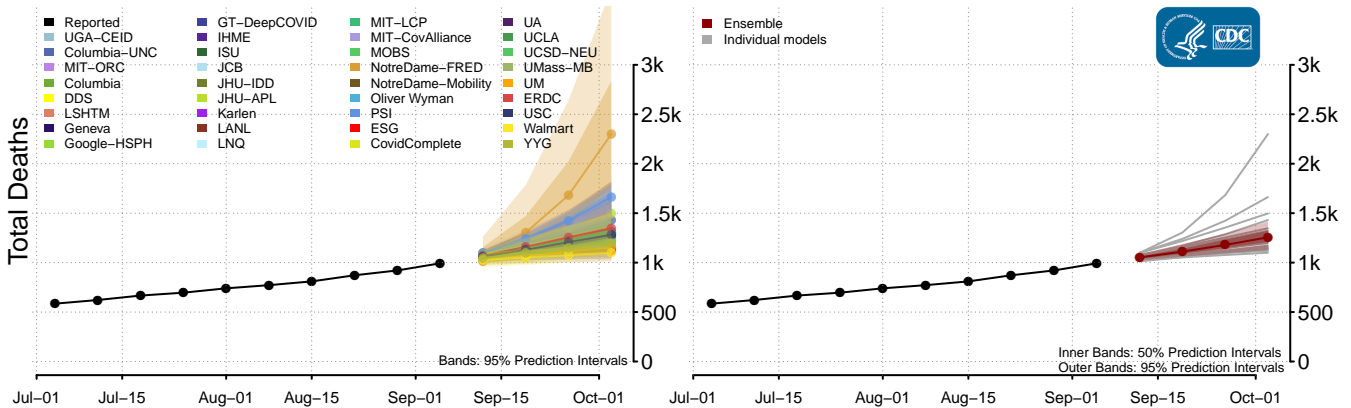 Reported GT−DeepCOVID MIT−LCP UA
UGA−CEID IHME MIT−CovAlliance UCLA
Columbia−UNC ISU MOBS UCSD−NEU
MIT−ORC JCB NotreDame−FRED UMass−MB
Columbia JHU−IDD NotreDame−Mobility UM
DDS JHU−APL Oliver Wyman ERDC
LSHTM Karlen PSI USC
Geneva LANL ESG Walmart
Google−HSPH LNQ CovidComplete YYG
Total Deaths
3k
2.5k
2k
1.5k
1k
500
0
Bands: 95% Prediction Intervals
Jul−01 Jul−15 Aug−01 Aug−15 Sep−01 Sep−15 Oct−01
Ensemble
Individual models
CDC
3k
2.5k
2k
1.5k
1k
500
0
Inner Bands: 50% Prediction Intervals
Outer Bands: 95% Prediction Intervals
Jul−01 Jul−15 Aug−01 Aug−15 Sep−01 Sep−15 Oct−01